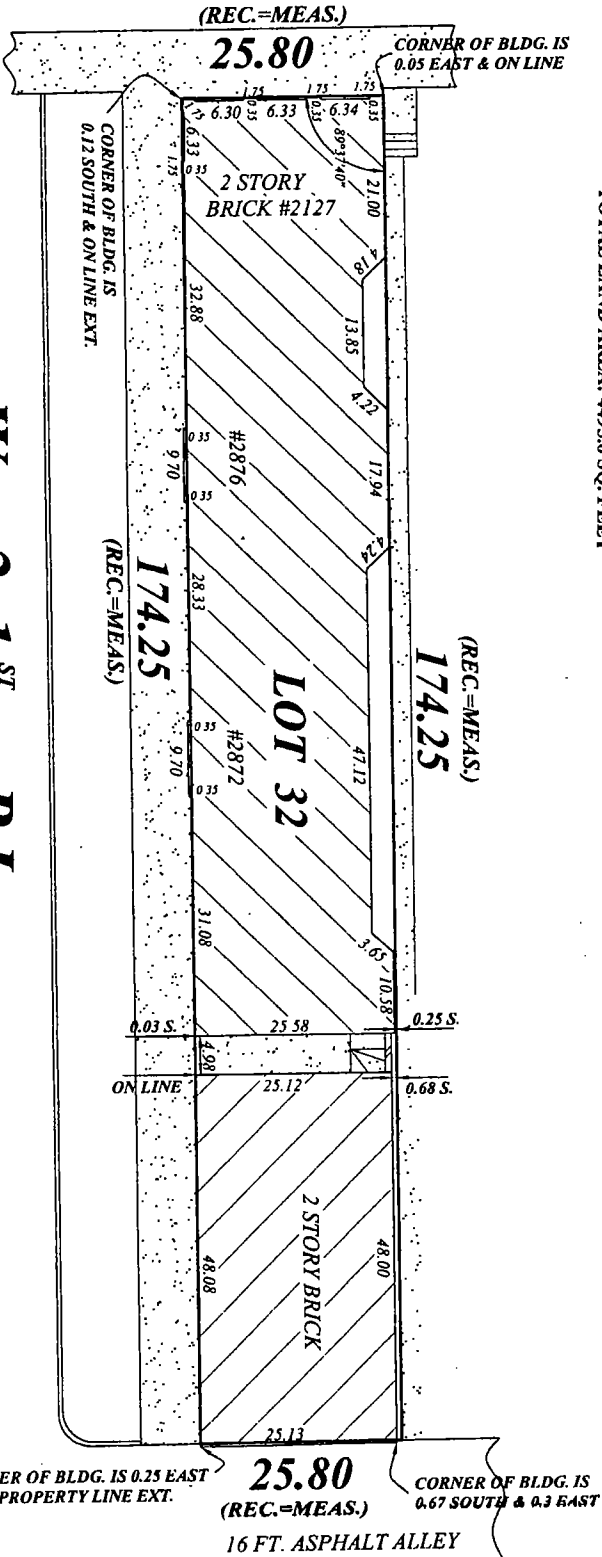 (REC.=MEAS.)
25.80
CORNER OF BLDG. IS
0.05 EAST & ON LINE
1.75
1.75
1.75
1.75
6.30
0.35
6.33
0.35
6.34
0.35
89°37'40"
6.33
1.75
0.35
2 STORY
BRICK #2127
21.00
CORNER OF BLDG. IS
0.12 SOUTH & ON LINE EXT.
4.18
32.88
13.85
4.22
0.35
#2876
9.70
0.35
17.94
4.24
174.25
(REC.=MEAS.)
28.33
(REC.=MEAS.)
174.25
LOT 32
0.35
#2872
9.70
0.35
47.12
31.08
3.65
10.58
0.03 S.
25.58
0.25 S.
4.98
ON LINE
25.12
0.68 S.
2 STORY BRICK
48.08
48.00
25.13
ER OF BLDG. IS 0.25 EAST
PROPERTY LINE EXT.
25.80
(REC.=MEAS.)
CORNER OF BLDG. IS
0.67 SOUTH & 0.3 EAST
16 FT. ASPHALT ALLEY